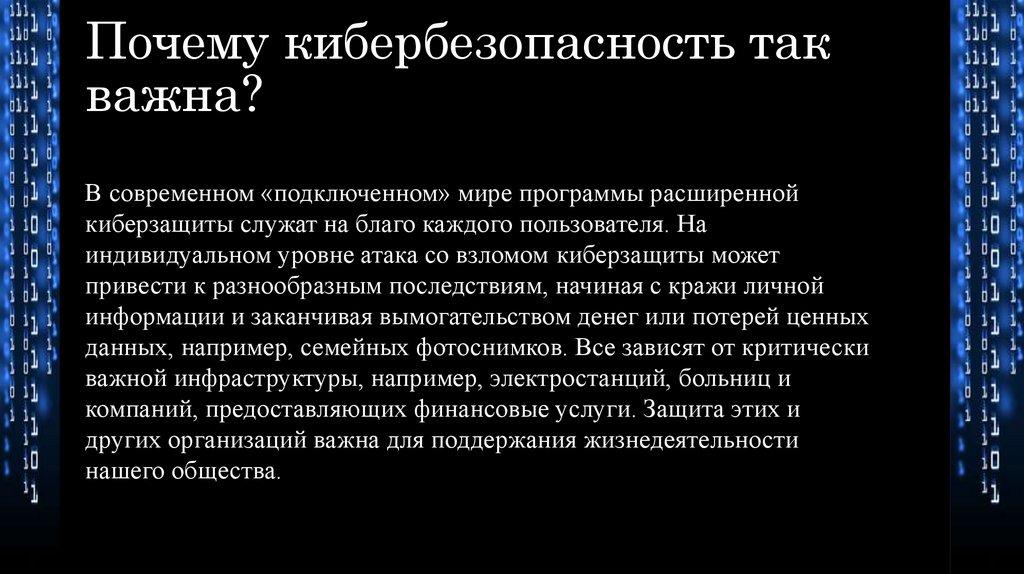 Почему кибербезопасность так
важна?
В современном «подключенном» мире программы расширенной
киберзащиты служат на благо каждого пользователя. На
индивидуальном уровне атака со взломом киберзащиты может
привести к разнообразным последствиям, начиная с кражи личной
информации и заканчивая вымогательством денег или потерей ценных
данных, например, семейных фотоснимков. Все зависят от критически
важной инфраструктуры, например, электростанций, больниц и
компаний, предоставляющих финансовые услуги. Защита этих и
других организаций важна для поддержания жизнедеятельности
нашего общества.